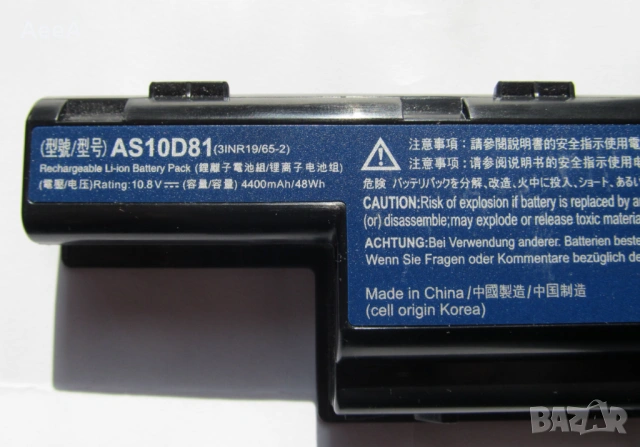 (型號/型号) AS10D81 (3INR19/65-2)
Rechargeable Li-ion Battery Pack (鋰離子電池組/锂离子电池组)
(電壓/电压)Rating: 10.8V⎓ (容量/容量) 4400mAh/48Wh
注意事項：請參閱說明書的安全指示使用電
注意事项：请参阅说明书的安全指示使用电
危険 バッテリパックを分解、改造、火中に投入、ショート、ある
CAUTION:Risk of explosion if battery is replaced by a
(or) disassemble;may explode or release toxic materia
ACHTUNG:Bei Verwendung anderer. Batterien beste
Wenn Sie Fragen oder Kommentare bezüglich de
Made in China/中國製造/中国制造
(cell origin Korea)
BAZAR